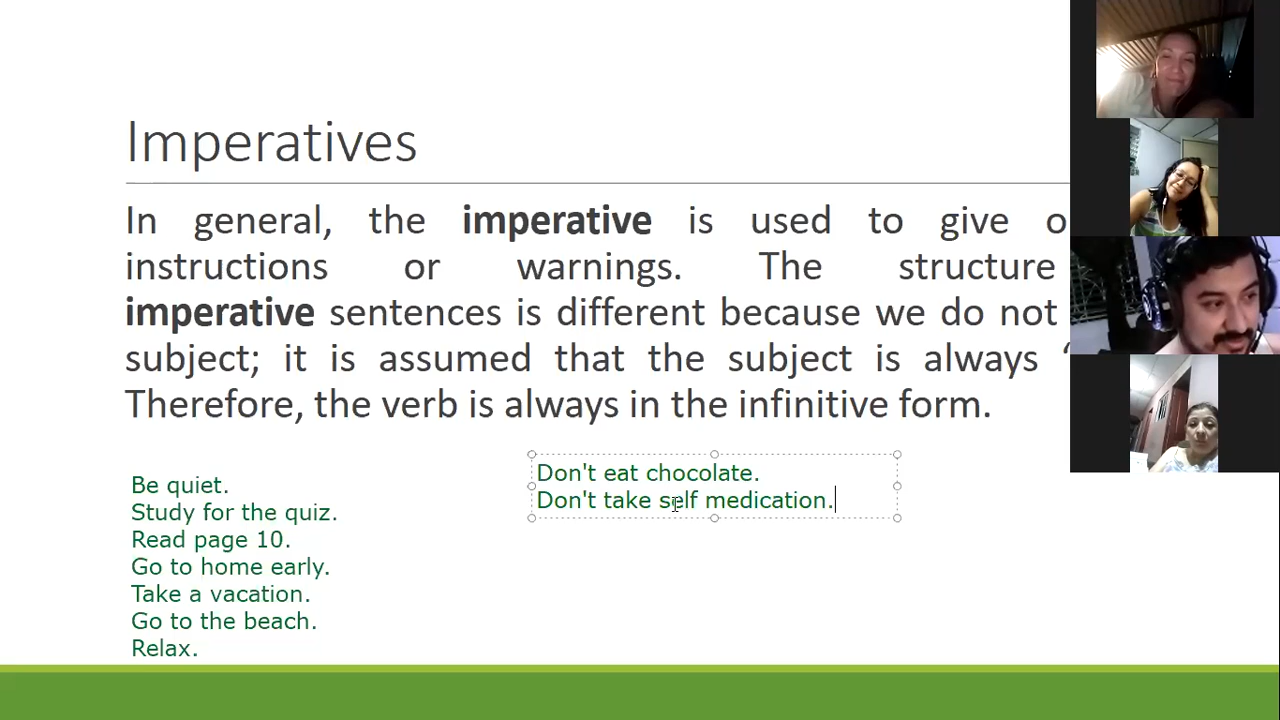 Imperatives
In general, the imperative is used to give
instructions or warnings. The structure
imperative sentences is different because we do not
subject; it is assumed that the subject is always
Therefore, the verb is always in the infinitive form.
Be quiet.
Study for the quiz.
Read page 10.
Go to home early.
Take a vacation.
Go to the beach.
Relax.
Don't eat chocolate.
Don't take self medication.